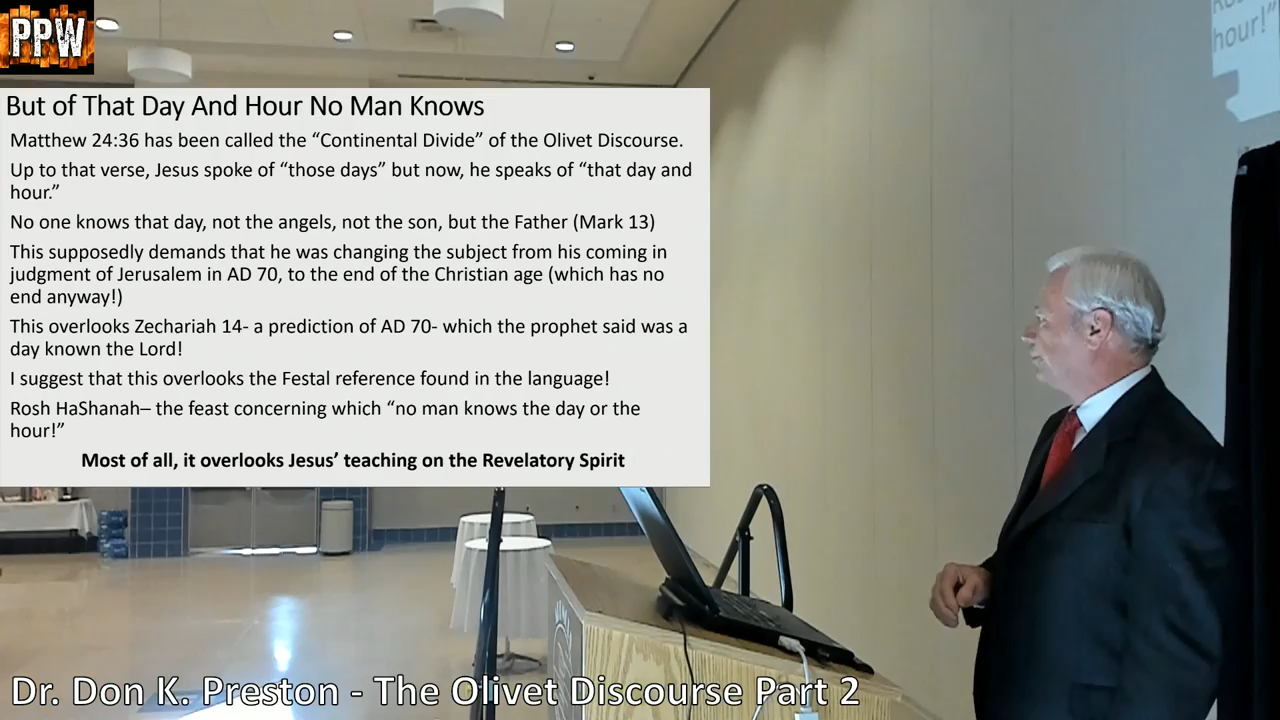 PPW
Ros
hour!”
But of That Day And Hour No Man Knows
Matthew 24:36 has been called the “Continental Divide” of the Olivet Discourse.
Up to that verse, Jesus spoke of “those days” but now, he speaks of “that day and
hour.”
No one knows that day, not the angels, not the son, but the Father (Mark 13)
This supposedly demands that he was changing the subject from his coming in
judgment of Jerusalem in AD 70, to the end of the Christian age (which has no
end anyway!)
This overlooks Zechariah 14- a prediction of AD 70- which the prophet said was a
day known the Lord!
I suggest that this overlooks the Festal reference found in the language!
Rosh HaShanah– the feast concerning which “no man knows the day or the
hour!”
Most of all, it overlooks Jesus’ teaching on the Revelatory Spirit
Dr. Don K. Preston - The Olivet Discourse Part 2